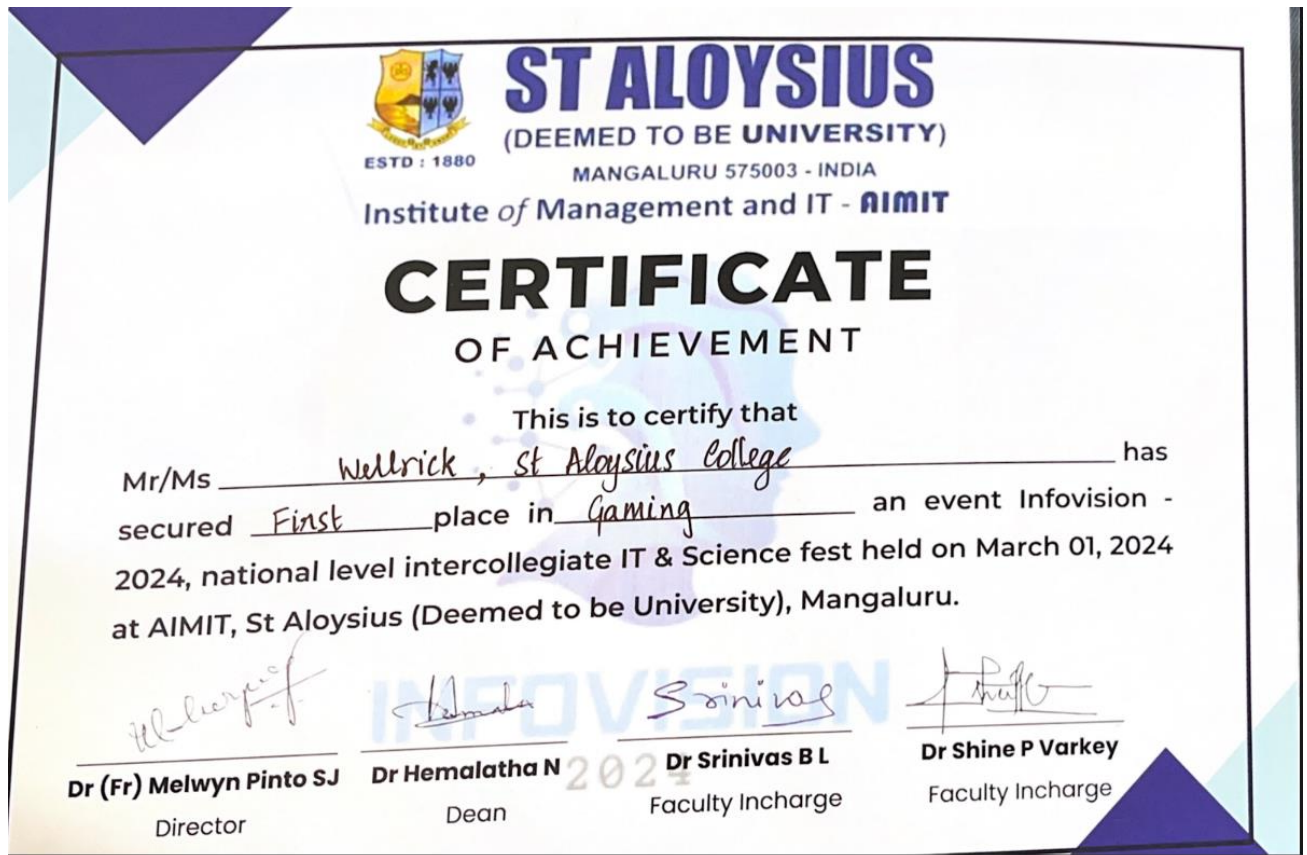 ST ALOYSIUS
(DEEMED TO BE UNIVERSITY)
ESTD : 1880
MANGALURU 575003 - INDIA
Institute of Management and IT - AIMIT
CERTIFICATE
OF ACHIEVEMENT
This is to certify that
Mr/Ms Wellrick, St Aloysius College has
secured First place in Gaming an event Infovision -
2024, national level intercollegiate IT & Science fest held on March 01, 2024
at AIMIT, St Aloysius (Deemed to be University), Mangaluru.
INFOVISION
2024
Srinivas
Dr (Fr) Melwyn Pinto SJ Dr Hemalatha N Dr Srinivas B L Dr Shine P Varkey
Director Dean Faculty Incharge Faculty Incharge